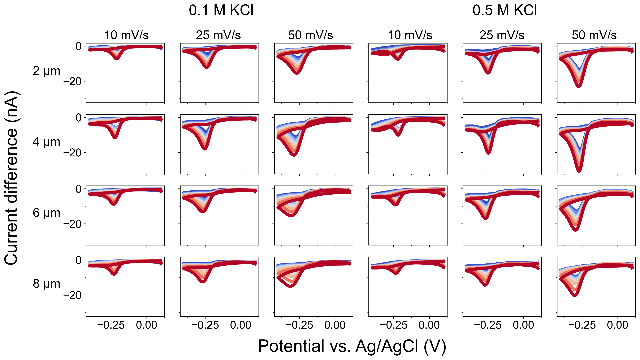 0.1 M KCl 0.5 M KCl
10 mV/s 25 mV/s 50 mV/s 10 mV/s 25 mV/s 50 mV/s
Current difference (nA)
2 µm 0 −20
4 µm 0 −20
6 µm 0 −20
8 µm 0 −20
−0.25 0.00 −0.25 0.00 −0.25 0.00 −0.25 0.00 −0.25 0.00 −0.25 0.00
Potential vs. Ag/AgCl (V)